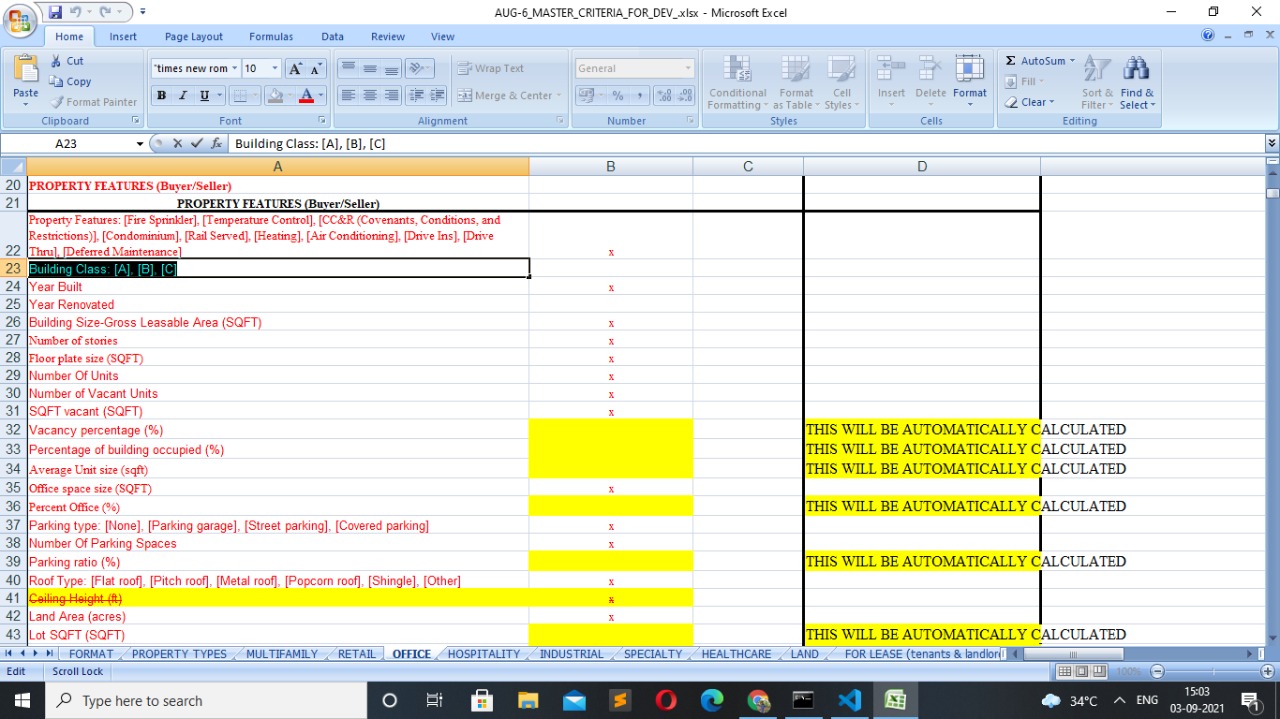 AUG-6_MASTER_CRITERIA_FOR_DEV_.xlsx - Microsoft Excel
Home Insert Page Layout Formulas Data Review View
Paste
Cut
Copy
Format Painter
Clipboard
'times new rom 10
B I U
Font
Wrap Text
Merge & Center
Alignment
General
Number
Conditional Formatting
Format as Table
Cell Styles
Styles
Insert Delete Format
Cells
Σ AutoSum
Fill
Clear
Sort & Filter
Find & Select
Editing
A23 fx Building Class: [A], [B], [C]
A B C D
20 PROPERTY FEATURES (Buyer/Seller)
21 PROPERTY FEATURES (Buyer/Seller)
Property Features: [Fire Sprinkler], [Temperature Control], [CC&R (Covenants, Conditions, and
Restrictions)], [Condominium], [Rail Served], [Heating], [Air Conditioning], [Drive Ins], [Drive
22 Thru], [Deferred Maintenance] x
23 Building Class: [A], [B], [C]
24 Year Built x
25 Year Renovated
26 Building Size-Gross Leasable Area (SQFT) x
27 Number of stories x
28 Floor plate size (SQFT) x
29 Number Of Units x
30 Number of Vacant Units x
31 SQFT vacant (SQFT) x
32 Vacancy percentage (%) THIS WILL BE AUTOMATICALLY CALCULATED
33 Percentage of building occupied (%) THIS WILL BE AUTOMATICALLY CALCULATED
34 Average Unit size (sqft) THIS WILL BE AUTOMATICALLY CALCULATED
35 Office space size (SQFT) x
36 Percent Office (%) THIS WILL BE AUTOMATICALLY CALCULATED
37 Parking type: [None], [Parking garage], [Street parking], [Covered parking] x
38 Number Of Parking Spaces x
39 Parking ratio (%) THIS WILL BE AUTOMATICALLY CALCULATED
40 Roof Type: [Flat roof], [Pitch roof], [Metal roof], [Popcorn roof], [Shingle], [Other] x
41 Ceiling Height (ft) x
42 Land Area (acres) x
43 Lot SQFT (SQFT) THIS WILL BE AUTOMATICALLY CALCULATED
FORMAT PROPERTY TYPES MULTIFAMILY RETAIL OFFICE HOSPITALITY INDUSTRIAL SPECIALTY HEALTHCARE LAND FOR LEASE (tenants & landlor
Edit Scroll Lock 100%
Type here to search
34°C ENG 15:03
03-09-2021
1